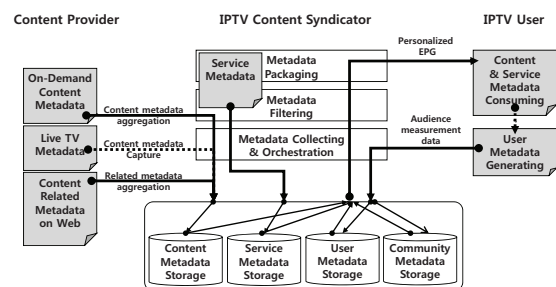 Content Provider
IPTV Content Syndicator
IPTV User
On-Demand
Content
Metadata
Live TV
Metadata
Content
Related
Metadata
on Web
Content metadata
aggregation
Content metadata
Capture
Related metadata
aggregation
Service
Metadata
Metadata
Packaging
Metadata
Filtering
Metadata Collecting
& Orchestration
Personalized
EPG
Audience
measurement
data
Content
& Service
Metadata
Consuming
User
Metadata
Generating
Content
Metadata
Storage
Service
Metadata
Storage
User
Metadata
Storage
Community
Metadata
Storage